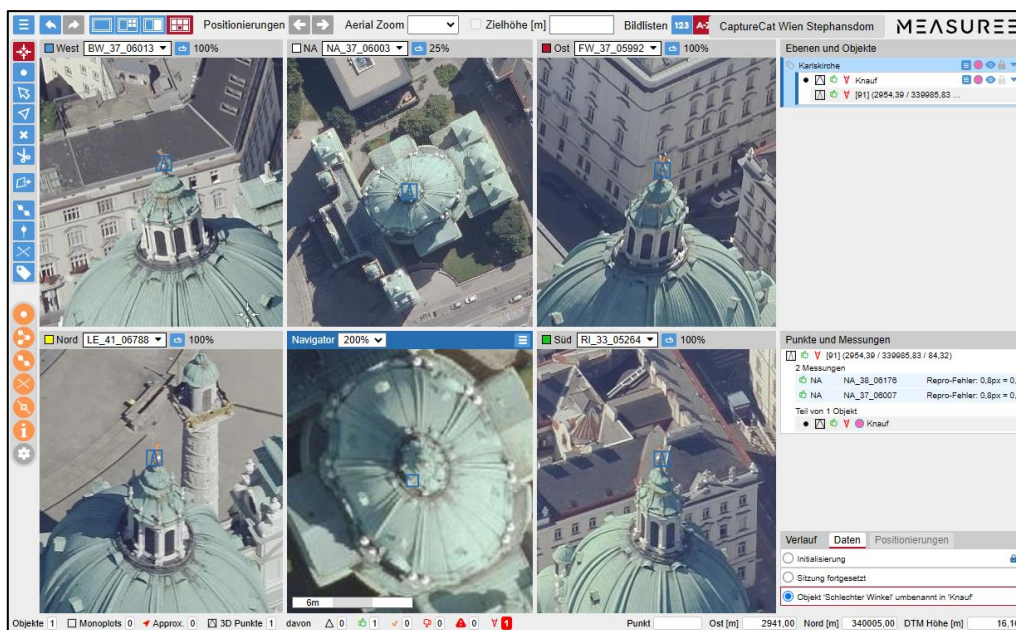 Positionierungen Aerial Zoom Zielhöhe [m] Bildlisten 123 A-Z CaptureCat Wien Stephansdom MEASUREE
West BW_37_06013 100% NA NA_37_06003 25% Ost FW_37_05992 100% Ebenen und Objekte
Karlskirche
Knauf
[91] (2954,39 / 339985,83 ...
Nord LE_41_06788 100% Navigator 200% Süd RI_33_05264 100% Punkte und Messungen
[91] (2954,39 / 339985,83 / 84,32)
2 Messungen
NA NA_38_06176 Repro-Fehler: 0,8px = 0,
NA NA_37_06007 Repro-Fehler: 0,8px = 0,
Teil von 1 Objekt
Knauf
Verlauf Daten Positionierungen
Initialisierung
Sitzung fortgesetzt
Objekt 'Schlechter Winkel' umbenannt in 'Knauf'
6m
Objekte 1 Monoplots 0 Approx. 0 3D Punkte 1 davon 0 1 0 0 0 1 Punkt Ost [m] 2941,00 Nord [m] 340005,00 DTM Höhe [m] 16,16